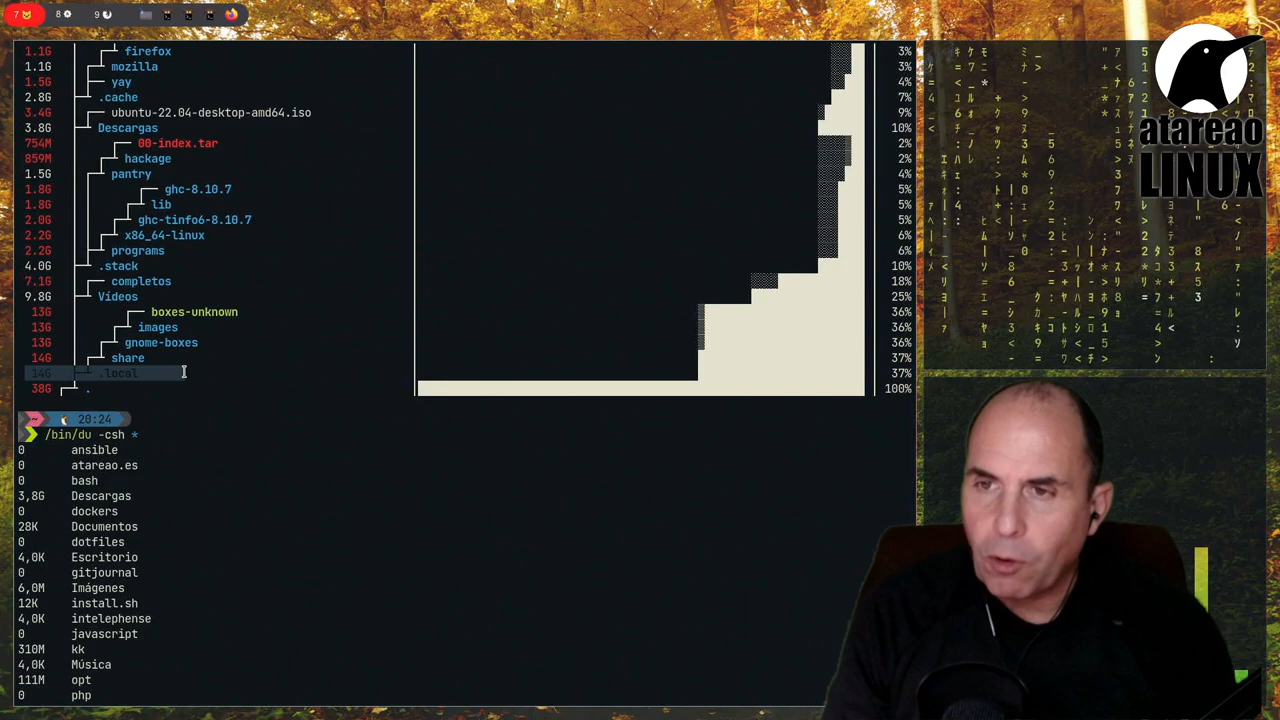 7 8 9
1.1G firefox 3%
1.1G mozilla 3%
1.5G yay 4%
2.8G .cache 7%
3.4G ubuntu-22.04-desktop-amd64.iso 9%
3.8G Descargas 10%
754M 00-index.tar 2%
859M hackage 2%
1.5G pantry 4%
1.8G ghc-8.10.7 5%
1.8G lib 5%
2.0G ghc-tinfo6-8.10.7 5%
2.2G x86_64-linux 6%
2.2G programs 6%
4.0G .stack 10%
7.1G completos 18%
9.8G Vídeos 25%
13G boxes-unknown 36%
13G images 36%
13G gnome-boxes 36%
14G share 37%
14G .local 37%
38G . 100%
~ 20:24
/bin/du -csh *
0 ansible
0 atareao.es
0 bash
3,8G Descargas
0 dockers
28K Documentos
0 dotfiles
4,0K Escritorio
0 gitjournal
6,0M Imágenes
12K install.sh
4,0K intelephense
0 javascript
310M kk
4,0K Música
111M opt
0 php
atareao
LINUX